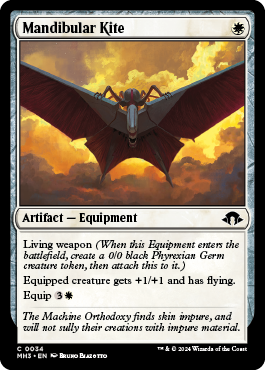 Mandibular Kite
Artifact — Equipment
Living weapon (When this Equipment enters the
battlefield, create a 0/0 black Phyrexian Germ
creature token, then attach this to it.)
Equipped creature gets +1/+1 and has flying.
Equip 3
The Machine Orthodoxy finds skin impure, and
will not sully their creations with impure material.
C 0034
MH3 • EN Bruno Biazotto
™ & © 2024 Wizards of the Coast